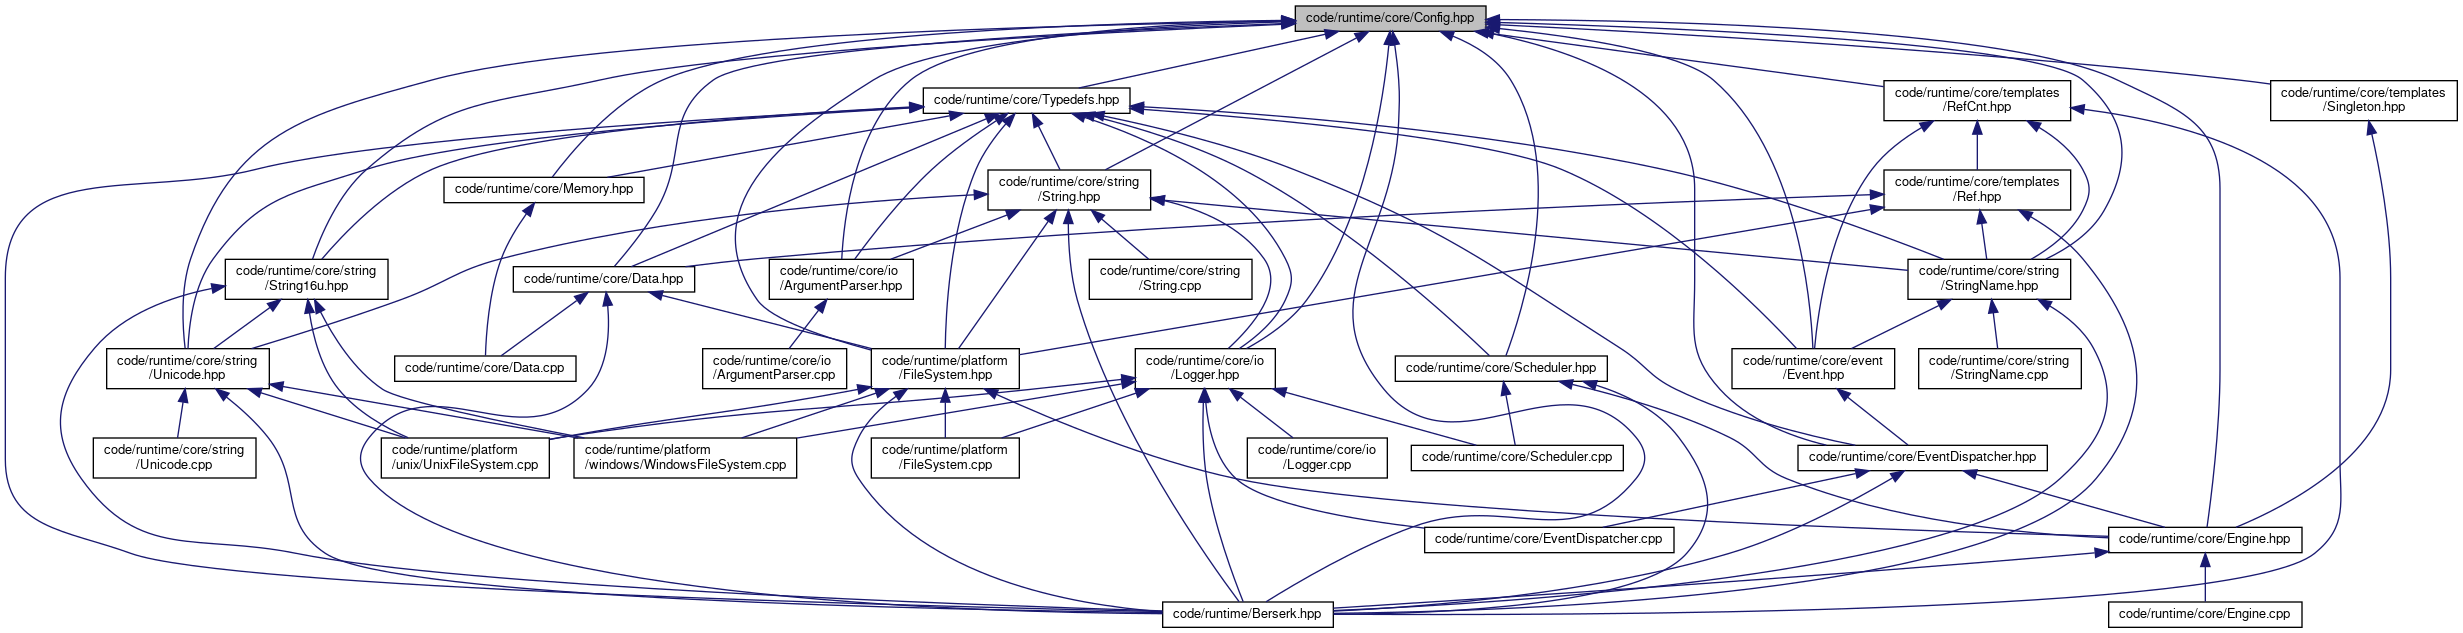 code/runtime/core/Config.hpp
code/runtime/core/Typedefs.hpp
code/runtime/core/templates
/RefCnt.hpp
code/runtime/core/templates
/Singleton.hpp
code/runtime/core/Memory.hpp
code/runtime/core/string
/String.hpp
code/runtime/core/templates
/Ref.hpp
code/runtime/core/string
/String16u.hpp
code/runtime/core/Data.hpp
code/runtime/core/io
/ArgumentParser.hpp
code/runtime/core/string
/String.cpp
code/runtime/core/string
/StringName.hpp
code/runtime/core/string
/Unicode.hpp
code/runtime/core/Data.cpp
code/runtime/core/io
/ArgumentParser.cpp
code/runtime/platform
/FileSystem.hpp
code/runtime/core/io
/Logger.hpp
code/runtime/core/Scheduler.hpp
code/runtime/core/event
/Event.hpp
code/runtime/core/string
/StringName.cpp
code/runtime/core/string
/Unicode.cpp
code/runtime/platform
/unix/UnixFileSystem.cpp
code/runtime/platform
/windows/WindowsFileSystem.cpp
code/runtime/platform
/FileSystem.cpp
code/runtime/core/io
/Logger.cpp
code/runtime/core/Scheduler.cpp
code/runtime/core/EventDispatcher.hpp
code/runtime/core/EventDispatcher.cpp
code/runtime/core/Engine.hpp
code/runtime/Berserk.hpp
code/runtime/core/Engine.cpp